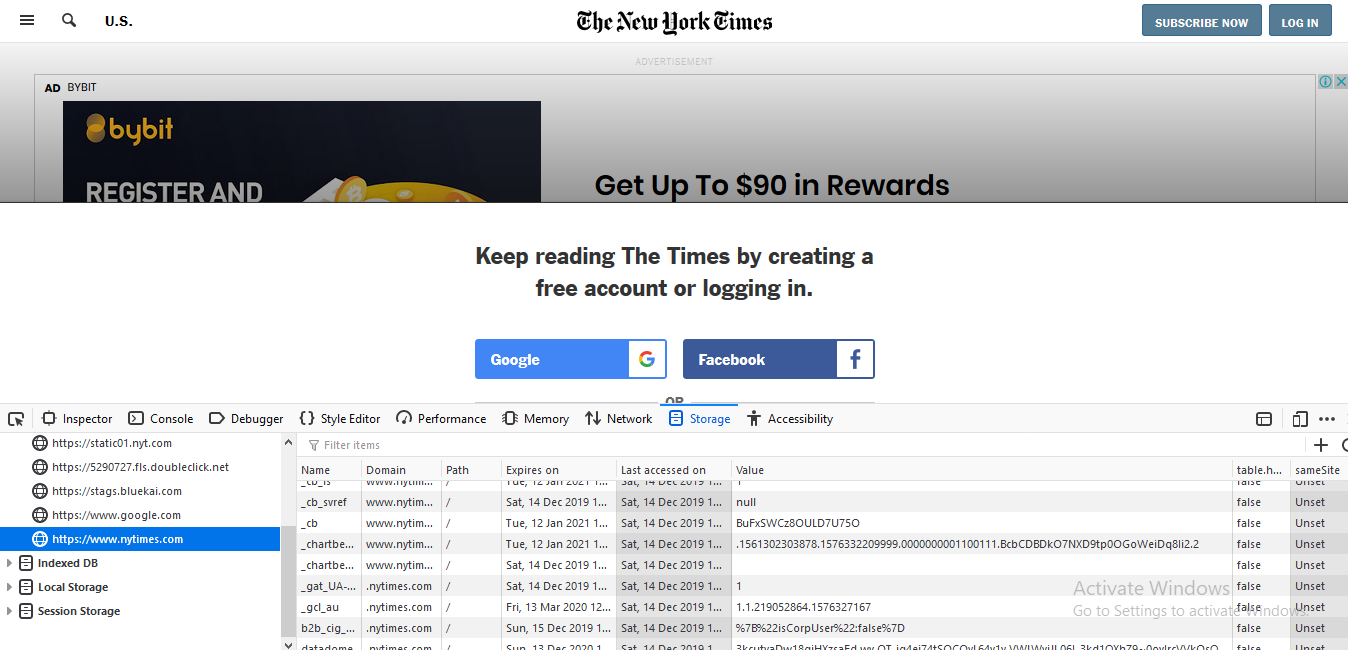 U.S.
The New York Times
SUBSCRIBE NOW
LOG IN
ADVERTISEMENT
AD BYBIT
bybit
REGISTER AND
Get Up To $90 in Rewards
Keep reading The Times by creating a
free account or logging in.
Google
Facebook
OR
Inspector Console Debugger Style Editor Performance Memory Network Storage Accessibility
https://static01.nyt.com
https://5290727.fls.doubleclick.net
https://stags.bluekai.com
https://www.google.com
https://www.nytimes.com
Indexed DB
Local Storage
Session Storage
Filter items
Name Domain Path Expires on Last accessed on Value table.h... sameSite
_cb_ls www.nytim... / Tue, 12 Jan 2021 1... Sat, 14 Dec 2019 1... 1 false Unset
_cb_svref www.nytim... / Sat, 14 Dec 2019 1... Sat, 14 Dec 2019 1... null false Unset
_cb www.nytim... / Tue, 12 Jan 2021 1... Sat, 14 Dec 2019 1... BuFxSWCz8OULD7U75O false Unset
_chartbe... www.nytim... / Tue, 12 Jan 2021 1... Sat, 14 Dec 2019 1... .1561302303878.1576332209999.0000000001100111.BcbCDBDkO7NXD9tp0OGoWeiDq8Ii2.2 false Unset
_chartbe... www.nytim... / Sat, 14 Dec 2019 1... Sat, 14 Dec 2019 1... false Unset
_gat_UA-... .nytimes.com / Sat, 14 Dec 2019 1... Sat, 14 Dec 2019 1... 1 false Unset
_gcl_au .nytimes.com / Fri, 13 Mar 2020 12... Sat, 14 Dec 2019 1... 1.1.219052864.1576327167 false Unset
b2b_cig_... .nytimes.com / Sun, 15 Dec 2019 1... Sat, 14 Dec 2019 1... %7B%22isCorpUser%22:false%7D false Unset
datadome .nytimes.com / Sun, 13 Dec 2020 1... Sat, 14 Dec 2019 1... false Unset
Activate Windows
Go to Settings to activate Windows.